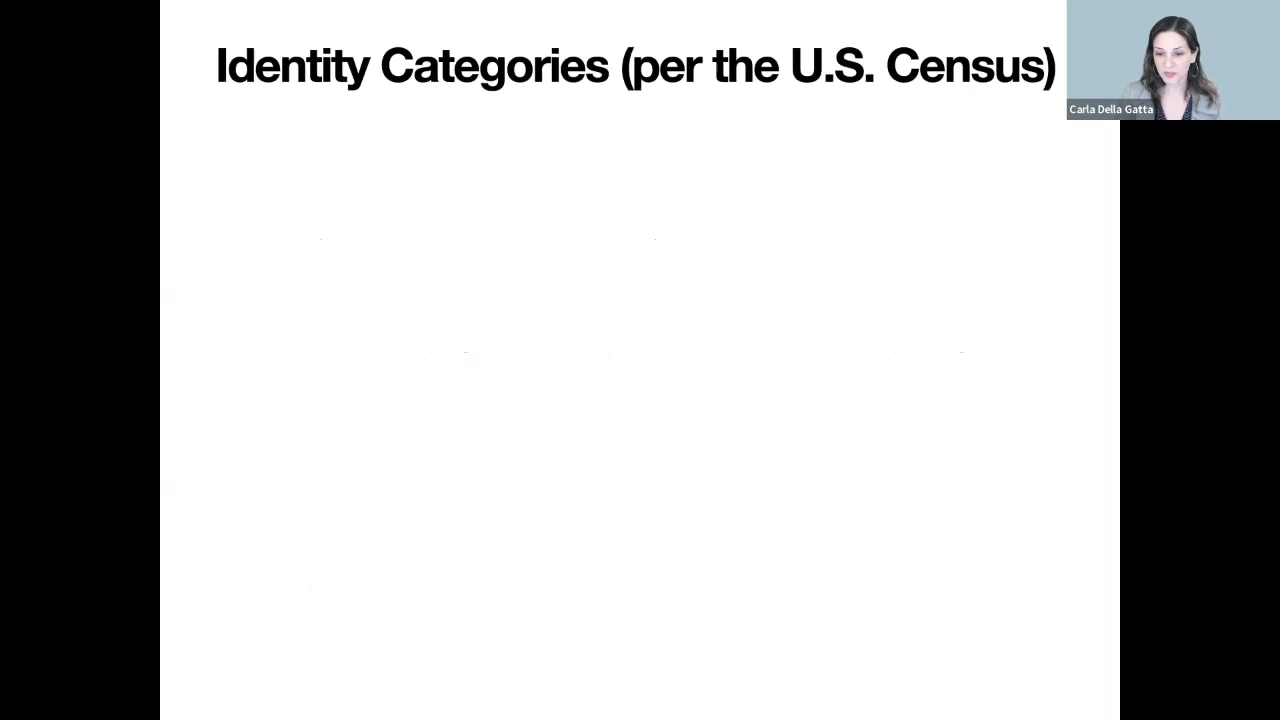 Identity Categories (per the U.S. Census)
Carla Della Gatta